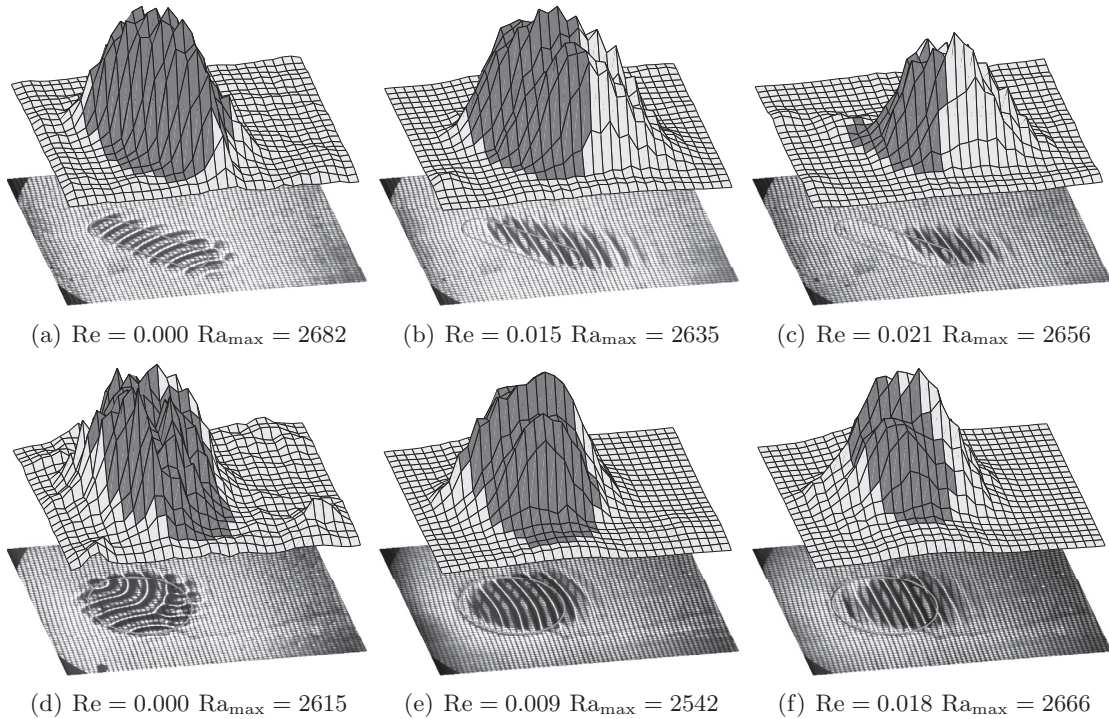 (a) Re = 0.000 Ra_max = 2682
(b) Re = 0.015 Ra_max = 2635
(c) Re = 0.021 Ra_max = 2656
(d) Re = 0.000 Ra_max = 2615
(e) Re = 0.009 Ra_max = 2542
(f) Re = 0.018 Ra_max = 2666